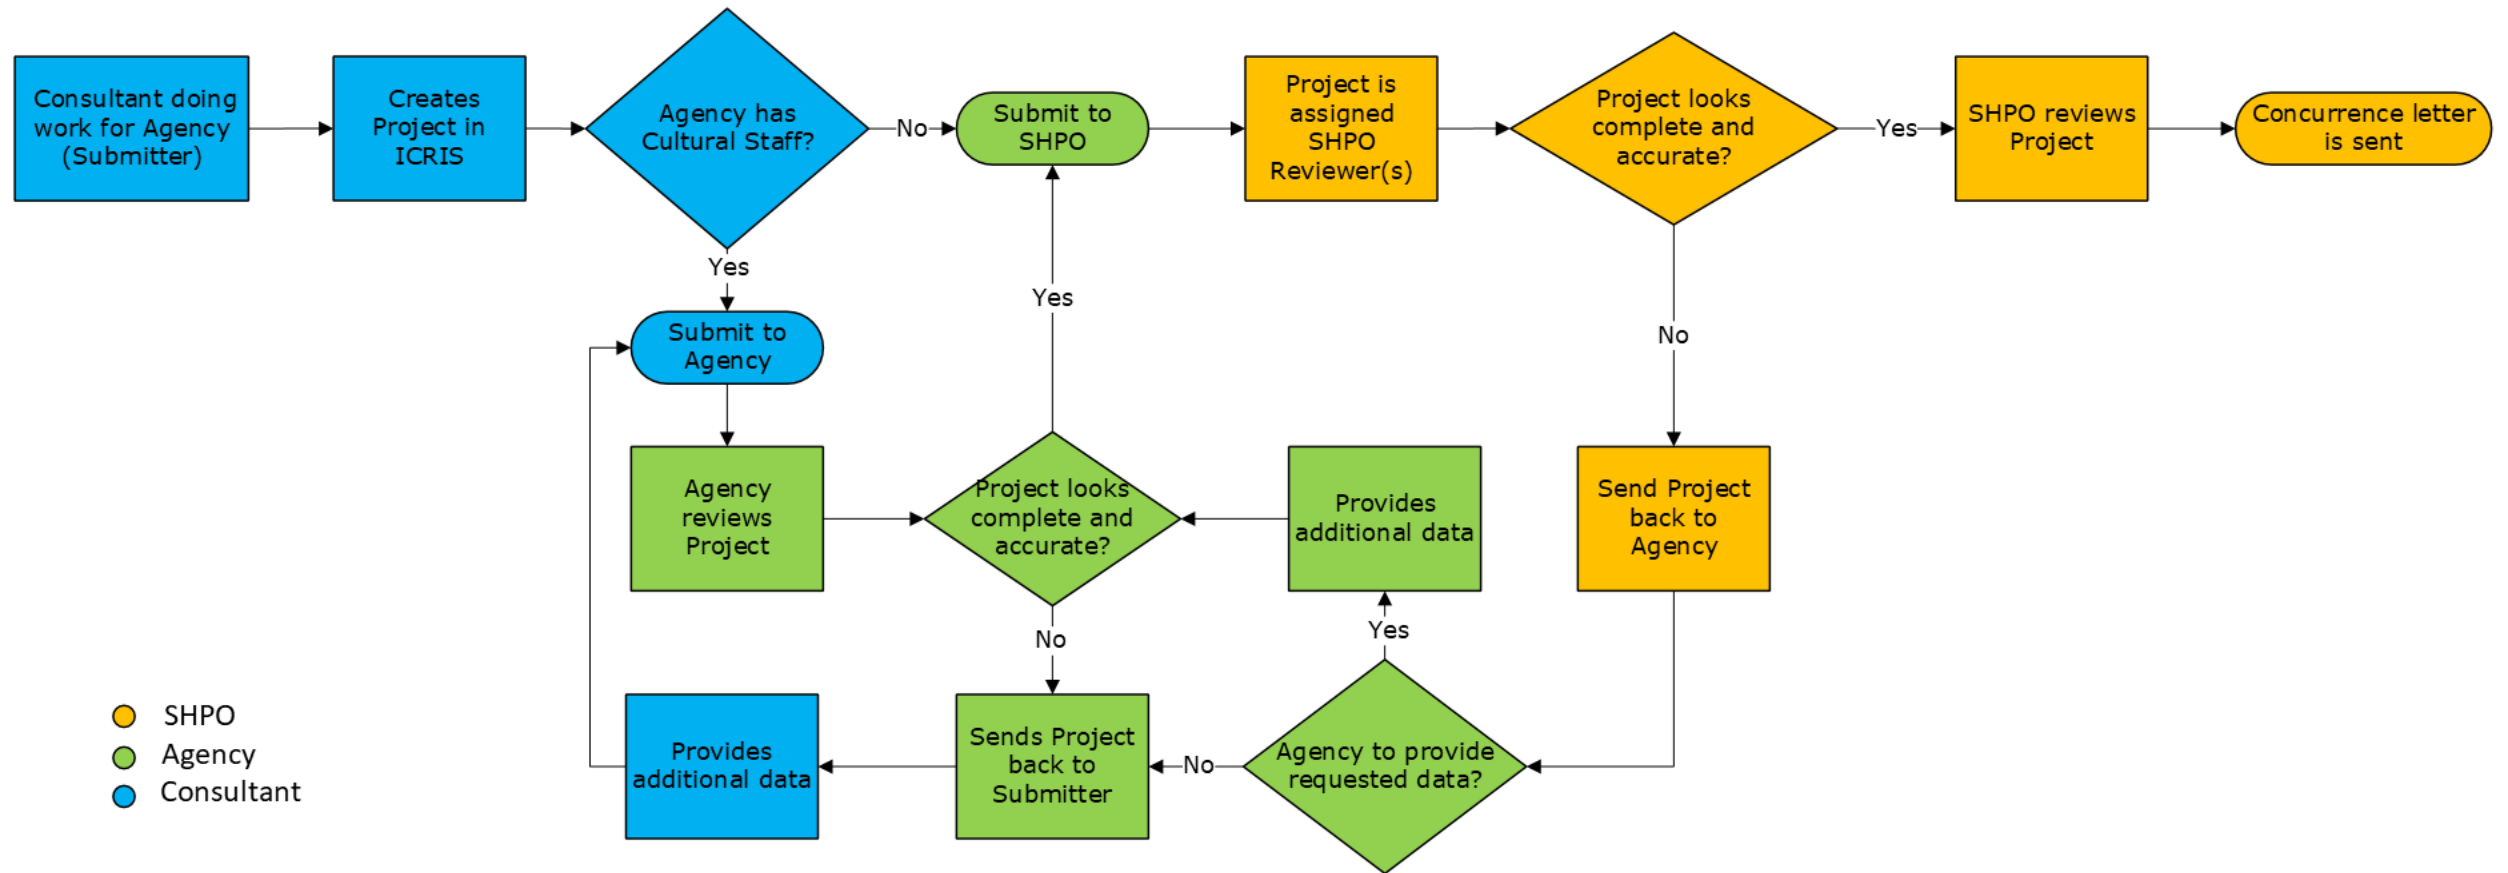 Consultant doing
work for Agency
(Submitter)
Creates
Project in
ICRIS
Agency has
Cultural Staff?
No
Submit to
SHPO
Project is
assigned
SHPO
Reviewer(s)
Project looks
complete and
accurate?
Yes
SHPO reviews
Project
Concurrence letter
is sent
Yes
Yes
No
Submit to
Agency
Agency
reviews
Project
Project looks
complete and
accurate?
Provides
additional data
Send Project
back to
Agency
No
Yes
Provides
additional data
Sends Project
back to
Submitter
No
Agency to provide
requested data?
SHPO
Agency
Consultant